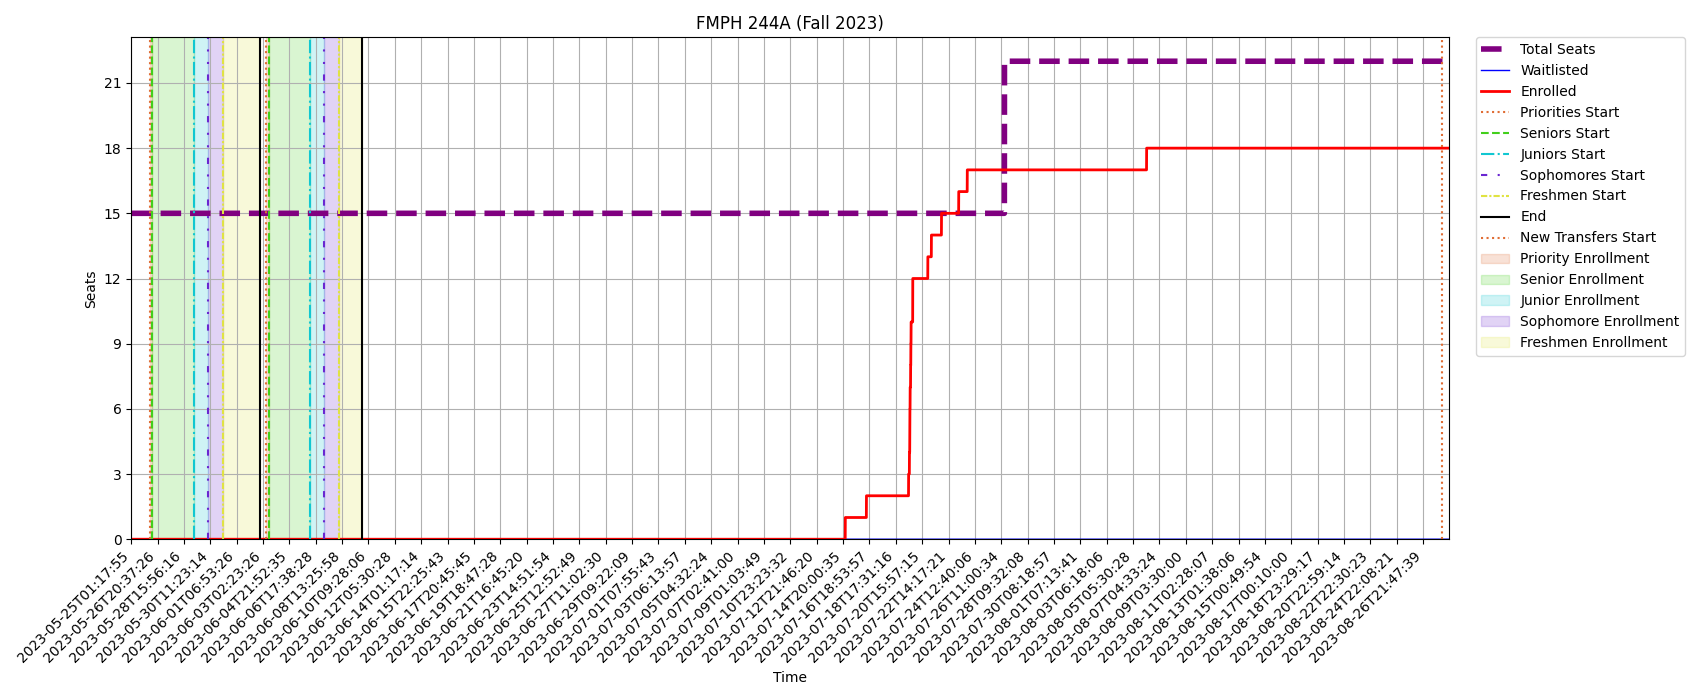 FMPH 244A (Fall 2023)
Seats
21
18
15
12
9
6
3
0
2023-05-25T01:17:55
2023-05-26T20:37:26
2023-05-28T15:56:16
2023-05-30T11:23:14
2023-06-01T06:53:26
2023-06-03T02:23:26
2023-06-04T21:52:35
2023-06-06T17:38:28
2023-06-08T13:25:58
2023-06-10T09:28:06
2023-06-12T05:30:28
2023-06-14T01:17:14
2023-06-15T22:25:43
2023-06-17T20:45:45
2023-06-19T18:47:28
2023-06-21T16:45:20
2023-06-23T14:51:54
2023-06-25T12:52:49
2023-06-27T11:02:30
2023-06-29T09:22:09
2023-07-01T07:55:43
2023-07-03T06:13:57
2023-07-05T04:32:24
2023-07-07T02:41:00
2023-07-09T01:03:49
2023-07-10T23:23:32
2023-07-12T21:46:20
2023-07-14T20:00:35
2023-07-16T18:53:57
2023-07-18T17:31:16
2023-07-20T15:57:15
2023-07-22T14:17:21
2023-07-24T12:40:06
2023-07-26T11:00:34
2023-07-28T09:32:08
2023-07-30T08:18:57
2023-08-01T07:13:41
2023-08-03T06:18:06
2023-08-05T05:30:28
2023-08-07T04:33:24
2023-08-09T03:30:00
2023-08-11T02:28:07
2023-08-13T01:38:06
2023-08-15T00:49:54
2023-08-17T00:10:00
2023-08-18T23:29:17
2023-08-20T22:59:14
2023-08-22T22:30:23
2023-08-24T22:08:21
2023-08-26T21:47:39
Time
Total Seats
Waitlisted
Enrolled
Priorities Start
Seniors Start
Juniors Start
Sophomores Start
Freshmen Start
End
New Transfers Start
Priority Enrollment
Senior Enrollment
Junior Enrollment
Sophomore Enrollment
Freshmen Enrollment